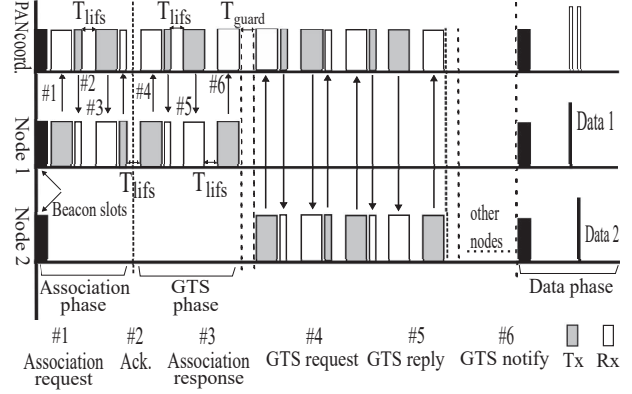 T_lifs T_lifs T_guard
PANcoord.
#1 #2 #3 #4 #5 #6
Node 1
Data 1
T_lifs T_lifs
Beacon slots
Node 2
other
nodes
Data 2
Association
phase
GTS
phase
Data phase
#1 #2 #3 #4 #5 #6
Association Ack. Association GTS request GTS reply GTS notify Tx Rx
request response